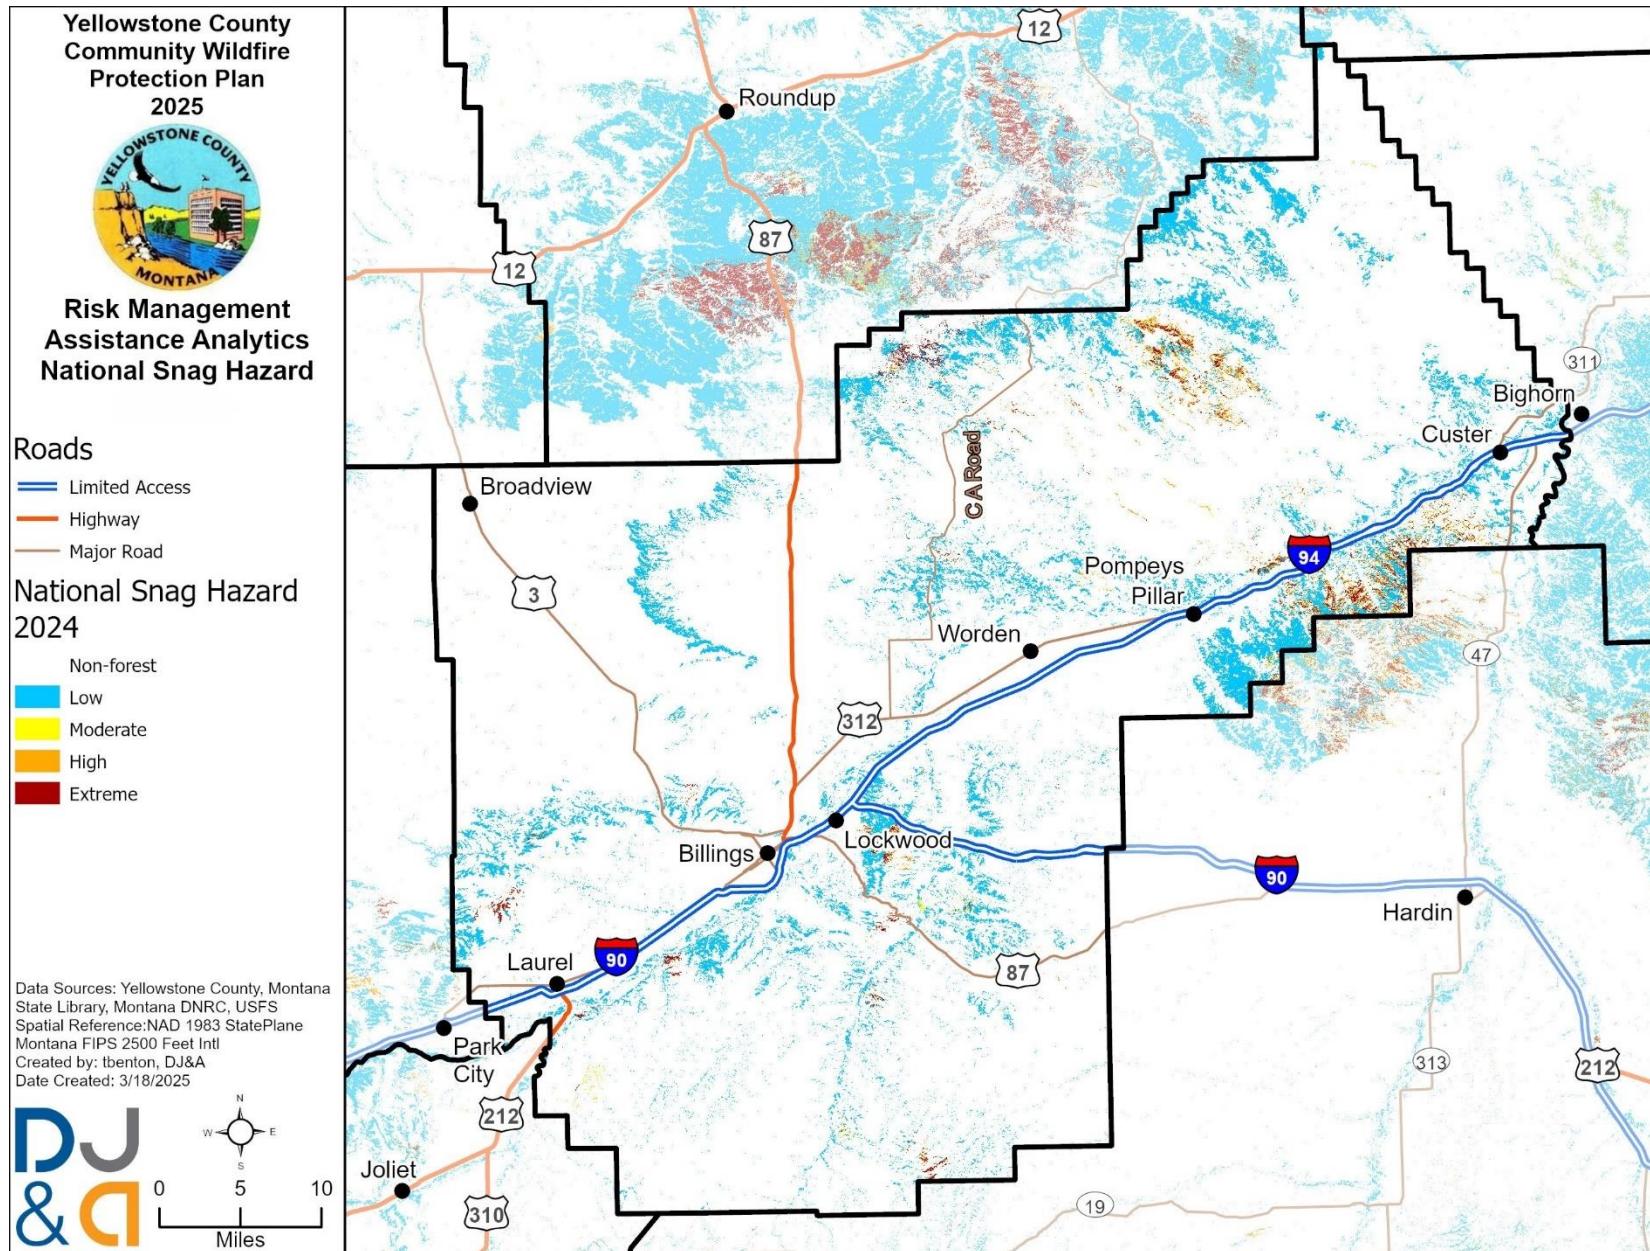 Yellowstone County
Community Wildfire
Protection Plan
2025
YELLOWSTONE COUNTY
MONTANA
Risk Management
Assistance Analytics
National Snag Hazard
Roads
Limited Access
Highway
Major Road
National Snag Hazard
2024
Non-forest
Low
Moderate
High
Extreme
Data Sources: Yellowstone County, Montana
State Library, Montana DNRC, USFS
Spatial Reference:NAD 1983 StatePlane
Montana FIPS 2500 Feet Intl
Created by: tbenton, DJ&A
Date Created: 3/18/2025
DJ
&a
N
W
E
S
0
5
10
Miles
12
Roundup
87
12
311
Bighorn
Custer
Broadview
C A Road
94
Pompeys
Pillar
3
Worden
47
312
Lockwood
Billings
90
Hardin
Laurel
90
87
Park
City
313
212
212
Joliet
19
310